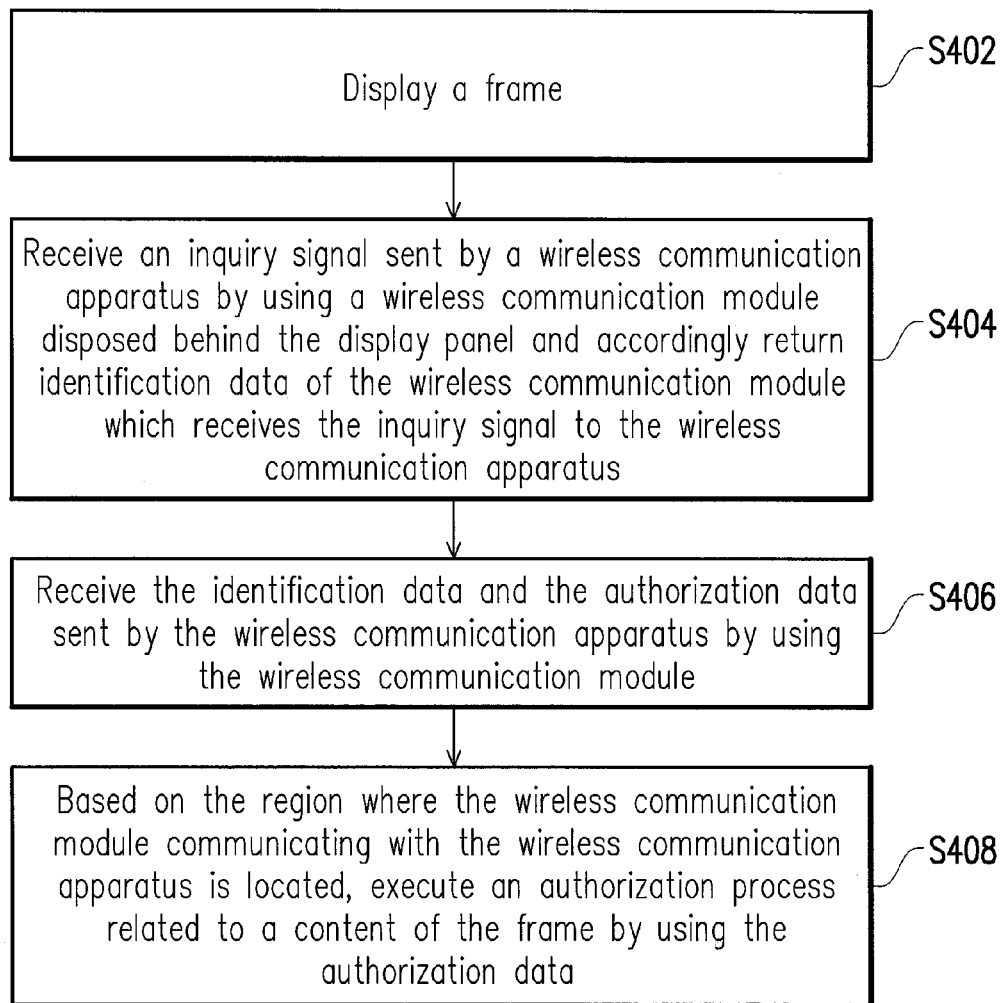 Display a frame
S402
Receive an inquiry signal sent by a wireless communication
apparatus by using a wireless communication module
disposed behind the display panel and accordingly return
identification data of the wireless communication module
which receives the inquiry signal to the wireless
communication apparatus
S404
Receive the identification data and the authorization data
sent by the wireless communication apparatus by using
the wireless communication module
S406
Based on the region where the wireless communication
module communicating with the wireless communication
apparatus is located, execute an authorization process
related to a content of the frame by using the
authorization data
S408